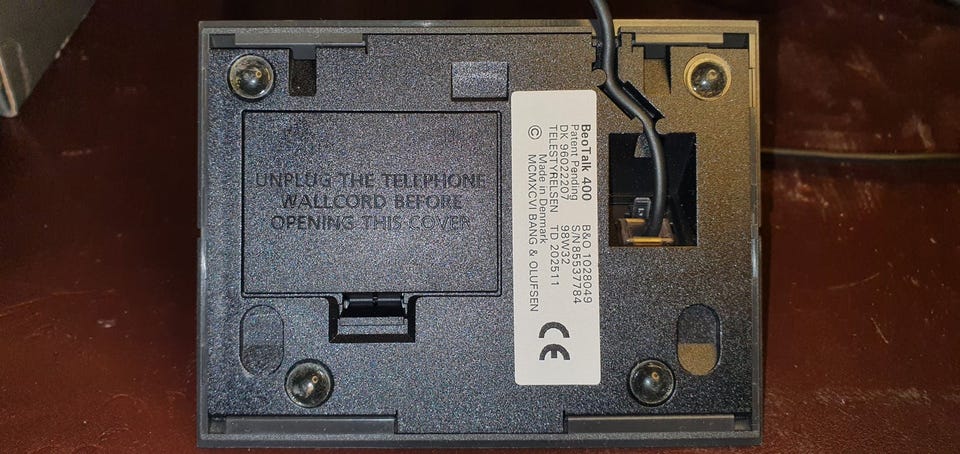 UNPLUG THE TELEPHONE
WALLCORD BEFORE
OPENING THIS COVER
BeoTalk 400 B&O 1028049
Patent Pending S/N 85537784
DK 96022207 98W32
TELESTYRELSEN TD 202511
Made in Denmark
© MCMXCVI BANG & OLUFSEN
CE